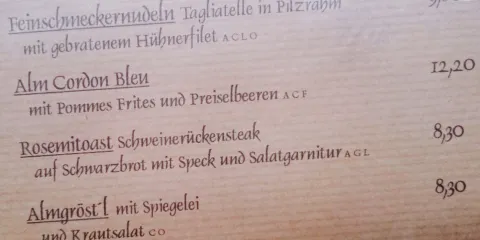 Feinschmeckernudeln Tagliatelle in Pilzrahm
mit gebratenem Hühnerfilet ACLO
Alm Cordon Bleu 12,20
mit Pommes Frites und Preiselbeeren ACF
Rosemitoast Schweinerückensteak 8,30
auf Schwarzbrot mit Speck und Salatgarnitur AGL
Almgröst´l mit Spiegelei 8,30
und Krautsalat CO